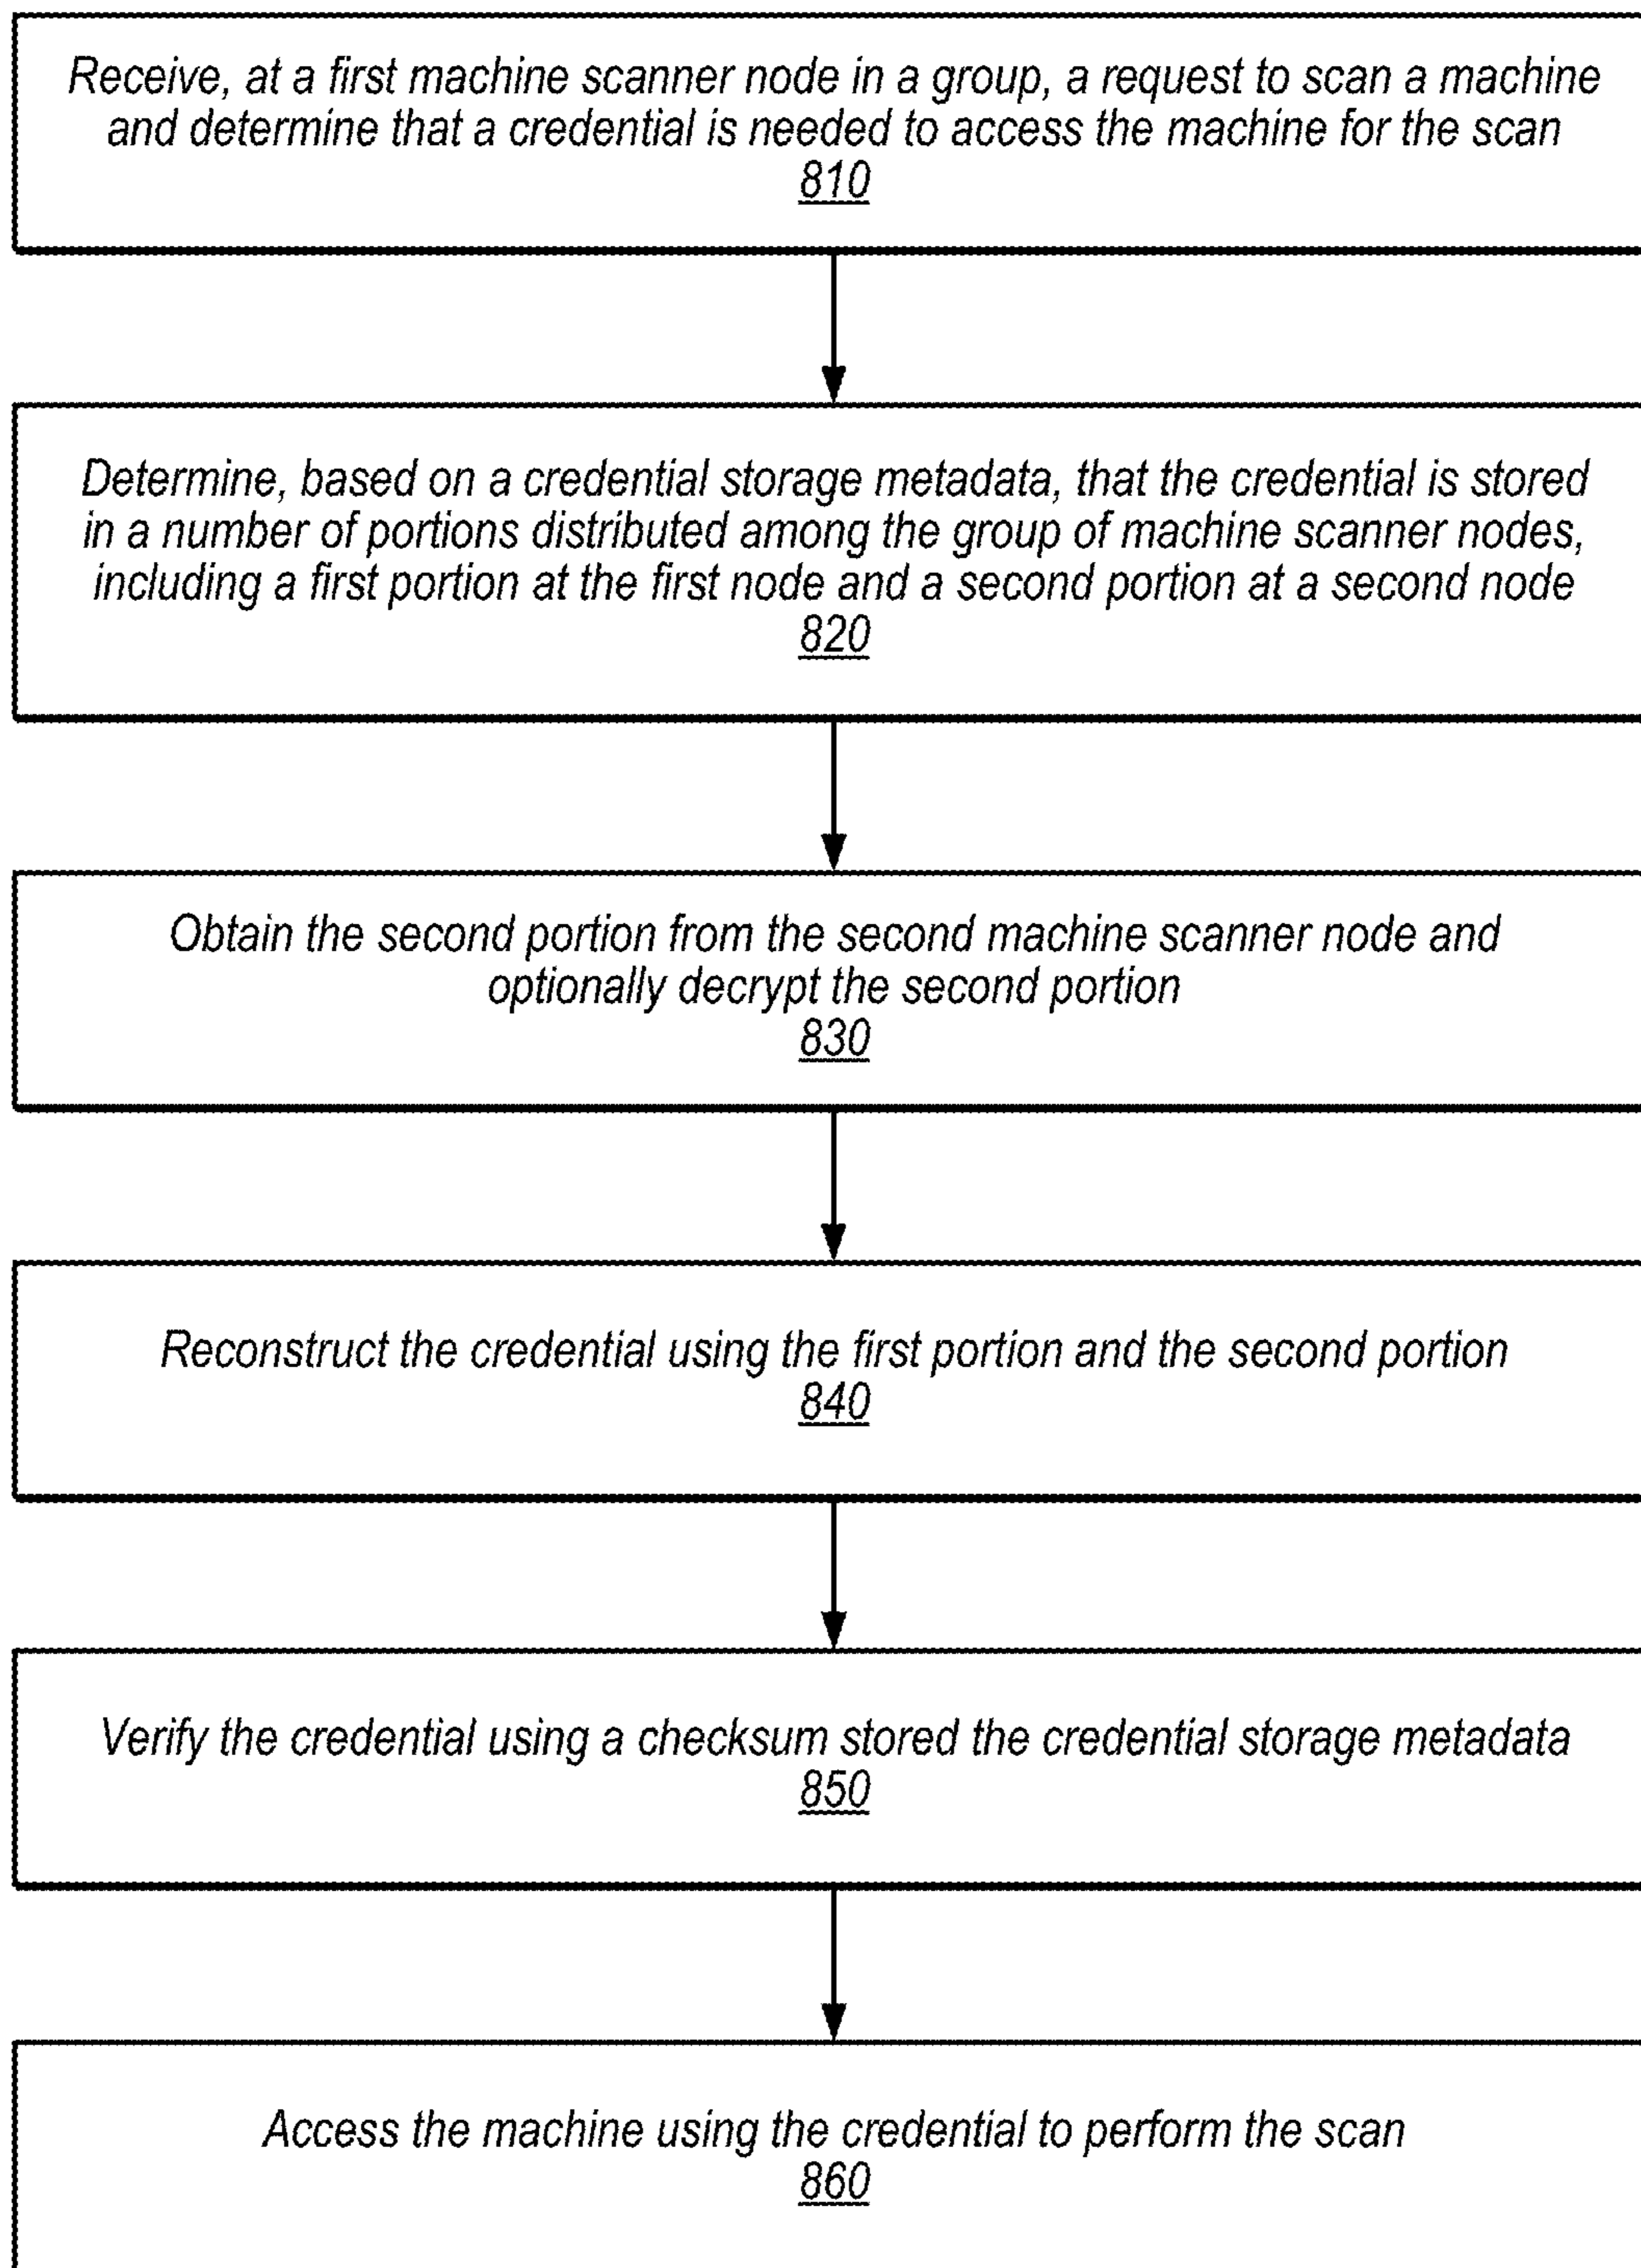 Receive, at a first machine scanner node in a group, a request to scan a machine
and determine that a credential is needed to access the machine for the scan
810
Determine, based on a credential storage metadata, that the credential is stored
in a number of portions distributed among the group of machine scanner nodes,
including a first portion at the first node and a second portion at a second node
820
Obtain the second portion from the second machine scanner node and
optionally decrypt the second portion
830
Reconstruct the credential using the first portion and the second portion
840
Verify the credential using a checksum stored the credential storage metadata
850
Access the machine using the credential to perform the scan
860